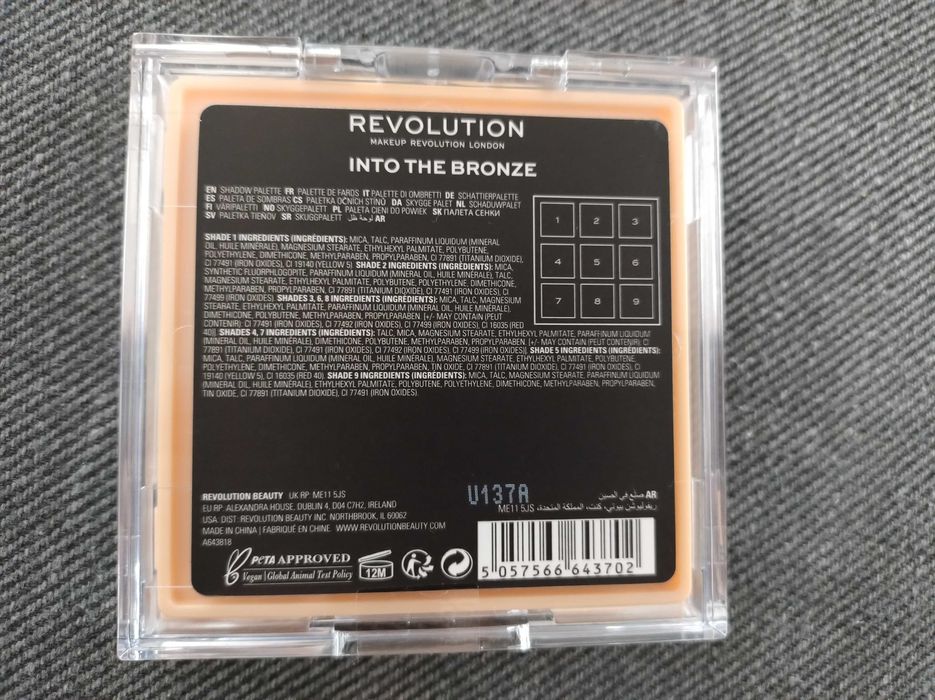 REVOLUTION
MAKEUP REVOLUTION LONDON
INTO THE BRONZE
EN SHADOW PALETTE FR PALETTE DE FARDS IT PALETTE DI OMBRETTI DE SCHATTIERPALETTE
ES PALETA DE SOMBRAS CS PALETKA OČNÍCH STÍNŮ DA SKYGGE PALET NL SCHADUWPALET
FI VÄRIPALETTI NO SKYGGEPALETT PL PALETA CIENI DO POWIEK SK ПАЛЕТА СЕНКИ
SV PALETKA TIEŇOV SR SKUGGPALETT لوحة ظل AR
1 2 3
4 5 6
7 8 9
SHADE 1 INGREDIENTS (INGRÉDIENTS): MICA, TALC, PARAFFINUM LIQUIDUM (MINERAL
OIL, HUILE MINÉRALE), MAGNESIUM STEARATE, ETHYLHEXYL PALMITATE, POLYBUTENE,
POLYETHYLENE, DIMETHICONE, METHYLPARABEN, PROPYLPARABEN, CI 77891 (TITANIUM DIOXIDE),
CI 77491 (IRON OXIDES), CI 19140 (YELLOW 5). SHADE 2 INGREDIENTS (INGRÉDIENTS): MICA,
SYNTHETIC FLUORPHLOGOPITE, PARAFFINUM LIQUIDUM (MINERAL OIL, HUILE MINÉRALE), TALC,
MAGNESIUM STEARATE, ETHYLHEXYL PALMITATE, POLYBUTENE, POLYETHYLENE, DIMETHICONE,
METHYLPARABEN, PROPYLPARABEN, CI 77891 (TITANIUM DIOXIDE), CI 77491 (IRON OXIDES), CI
77499 (IRON OXIDES). SHADES 3, 6, 8 INGREDIENTS (INGRÉDIENTS): MICA, TALC, MAGNESIUM
STEARATE, ETHYLHEXYL PALMITATE, PARAFFINUM LIQUIDUM (MINERAL OIL, HUILE MINÉRALE),
DIMETHICONE, POLYBUTENE, METHYLPARABEN, PROPYLPARABEN. [+/- MAY CONTAIN (PEUT
CONTENIR): CI 77491 (IRON OXIDES), CI 77492 (IRON OXIDES), CI 77499 (IRON OXIDES), CI 16035 (RED
40)]. SHADES 4, 7 INGREDIENTS (INGRÉDIENTS): TALC, MICA, MAGNESIUM STEARATE, ETHYLHEXYL PALMITATE, PARAFFINUM LIQUIDUM
(MINERAL OIL, HUILE MINÉRALE), DIMETHICONE, POLYBUTENE, METHYLPARABEN, PROPYLPARABEN. [+/- MAY CONTAIN (PEUT CONTENIR): CI
77891 (TITANIUM DIOXIDE), CI 77491 (IRON OXIDES), CI 77492 (IRON OXIDES), CI 77499 (IRON OXIDES)]. SHADE 5 INGREDIENTS (INGRÉDIENTS):
MICA, TALC, PARAFFINUM LIQUIDUM (MINERAL OIL, HUILE MINÉRALE), MAGNESIUM STEARATE, ETHYLHEXYL PALMITATE, POLYBUTENE,
POLYETHYLENE, DIMETHICONE, METHYLPARABEN, PROPYLPARABEN, TIN OXIDE, CI 77891 (TITANIUM DIOXIDE), CI 77491 (IRON OXIDES), CI
19140 (YELLOW 5), CI 16035 (RED 40). SHADE 9 INGREDIENTS (INGRÉDIENTS): MICA, TALC, MAGNESIUM STEARATE, PARAFFINUM LIQUIDUM
(MINERAL OIL, HUILE MINÉRALE), ETHYLHEXYL PALMITATE, POLYBUTENE, POLYETHYLENE, DIMETHICONE, METHYLPARABEN, PROPYLPARABEN,
TIN OXIDE, CI 77891 (TITANIUM DIOXIDE), CI 77491 (IRON OXIDES).
U137A
REVOLUTION BEAUTY UK RP ME11 5JS
EU RP: ALEXANDRA HOUSE, DUBLIN 4, D04 C7H2, IRELAND
USA: DIST: REVOLUTION BEAUTY INC. NORTHBROOK, IL 60062
MADE IN CHINA | FABRIQUÉ EN CHINE. WWW.REVOLUTIONBEAUTY.COM
A643818
صنع في الصين AR
ريفوليوشن بيوتي، كنت، المملكة المتحدة، ME11 5JS
PETA APPROVED
Vegan | Global Animal Test Policy
12M
5 057566 643702